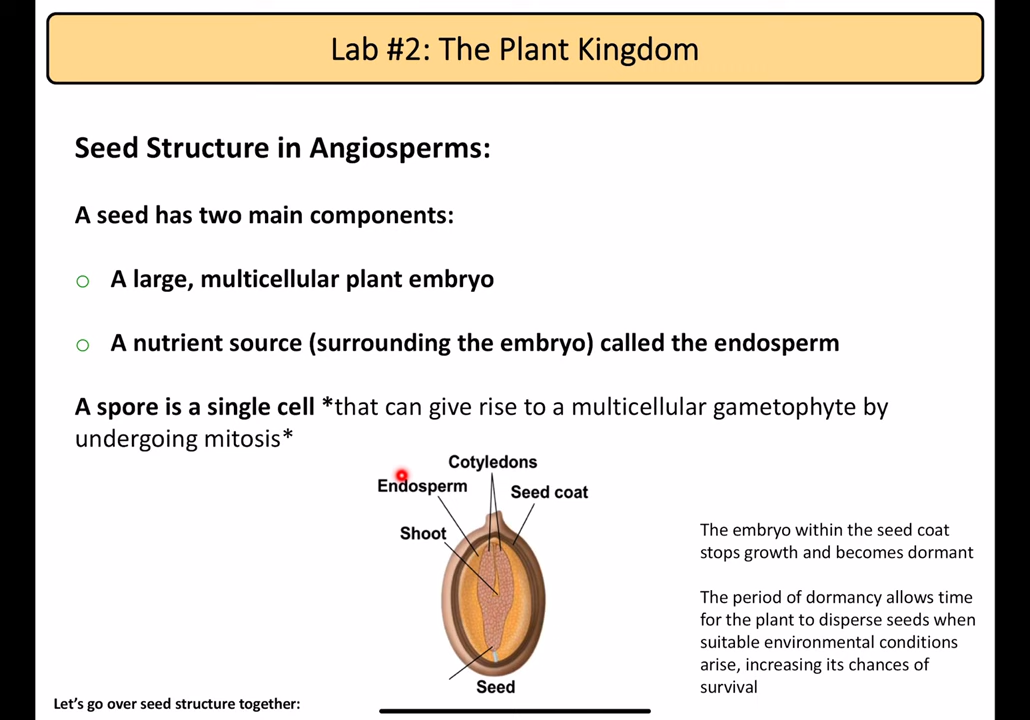 Lab #2: The Plant Kingdom
Seed Structure in Angiosperms:
A seed has two main components:
A large, multicellular plant embryo
A nutrient source (surrounding the embryo) called the endosperm
A spore is a single cell *that can give rise to a multicellular gametophyte by
undergoing mitosis*
Cotyledons
Endosperm
Seed coat
Shoot
Seed
The embryo within the seed coat
stops growth and becomes dormant
The period of dormancy allows time
for the plant to disperse seeds when
suitable environmental conditions
arise, increasing its chances of
survival
Let's go over seed structure together: